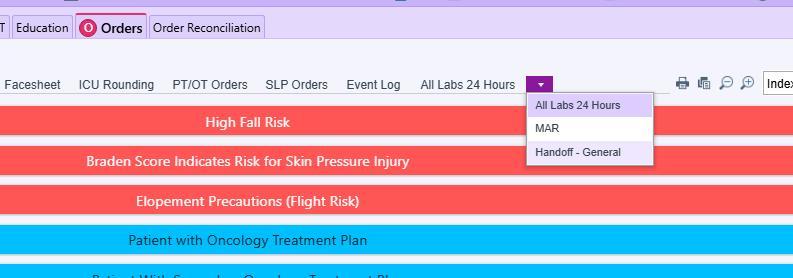 T Education O Orders Order Reconciliation
Facesheet ICU Rounding PT/OT Orders SLP Orders Event Log All Labs 24 Hours
Inde
All Labs 24 Hours
MAR
Handoff - General
High Fall Risk
Braden Score Indicates Risk for Skin Pressure Injury
Elopement Precautions (Flight Risk)
Patient with Oncology Treatment Plan